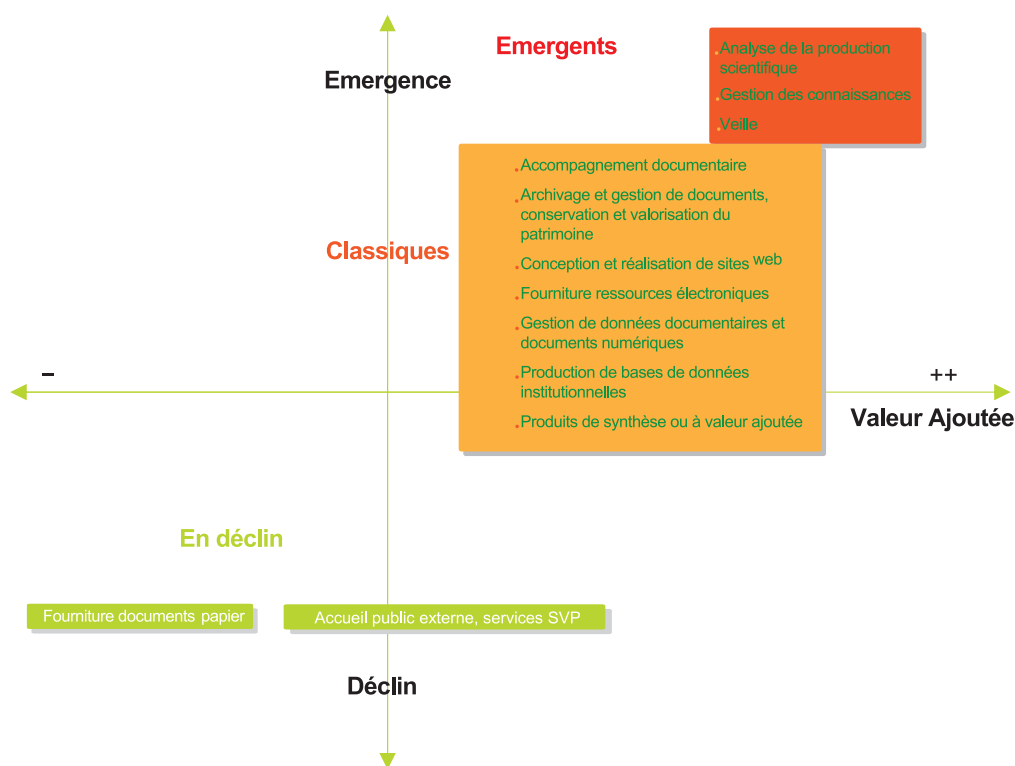 Emergents
Emergence
.Analyse de la production
scientifique
.Gestion des connaissances
.Veille
Classiques
.Accompagnement documentaire
.Archivage et gestion de documents,
conservation et valorisation du
patrimoine
.Conception et réalisation de sites web
.Fourniture ressources électroniques
.Gestion de données documentaires et
documents numériques
.Production de bases de données
institutionnelles
.Produits de synthèse ou à valeur ajoutée
–
++
Valeur Ajoutée
En déclin
Fourniture documents papier
Accueil public externe, services SVP
Déclin